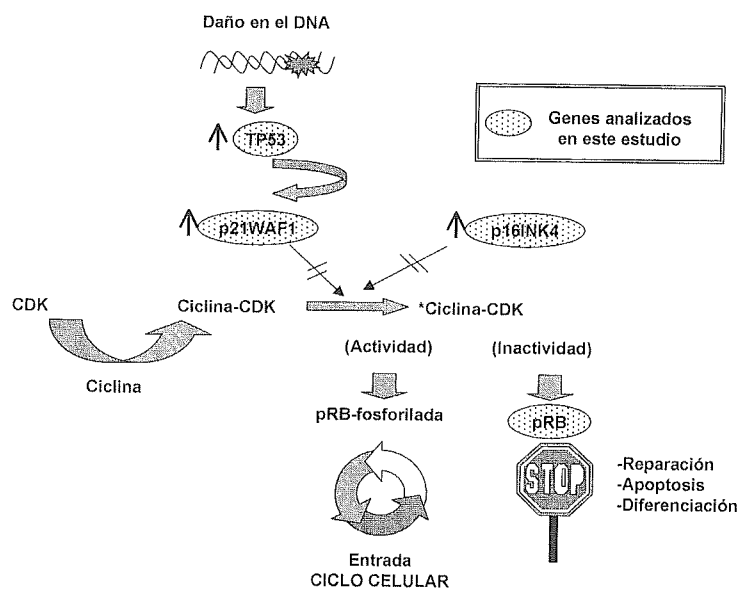 Daño en el DNA
Genes analizados
en este estudio
TP53
p21WAF1
p16INK4
CDK
Ciclina-CDK
*Ciclina-CDK
Ciclina
(Actividad)
(Inactividad)
pRB-fosforilada
pRB
STOP
-Reparación
-Apoptosis
-Diferenciación
Entrada
CICLO CELULAR